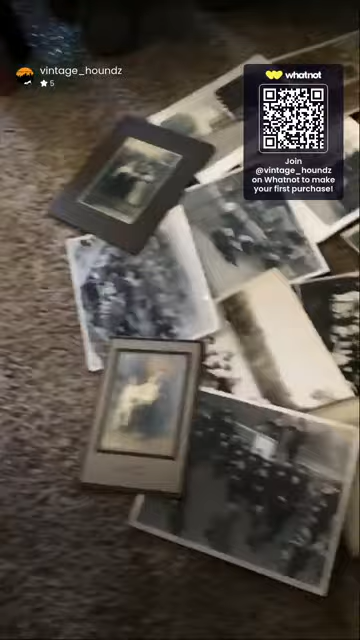 vintage_houndz
5
whatnot
Join
@vintage_houndz
on Whatnot to make
your first purchase!